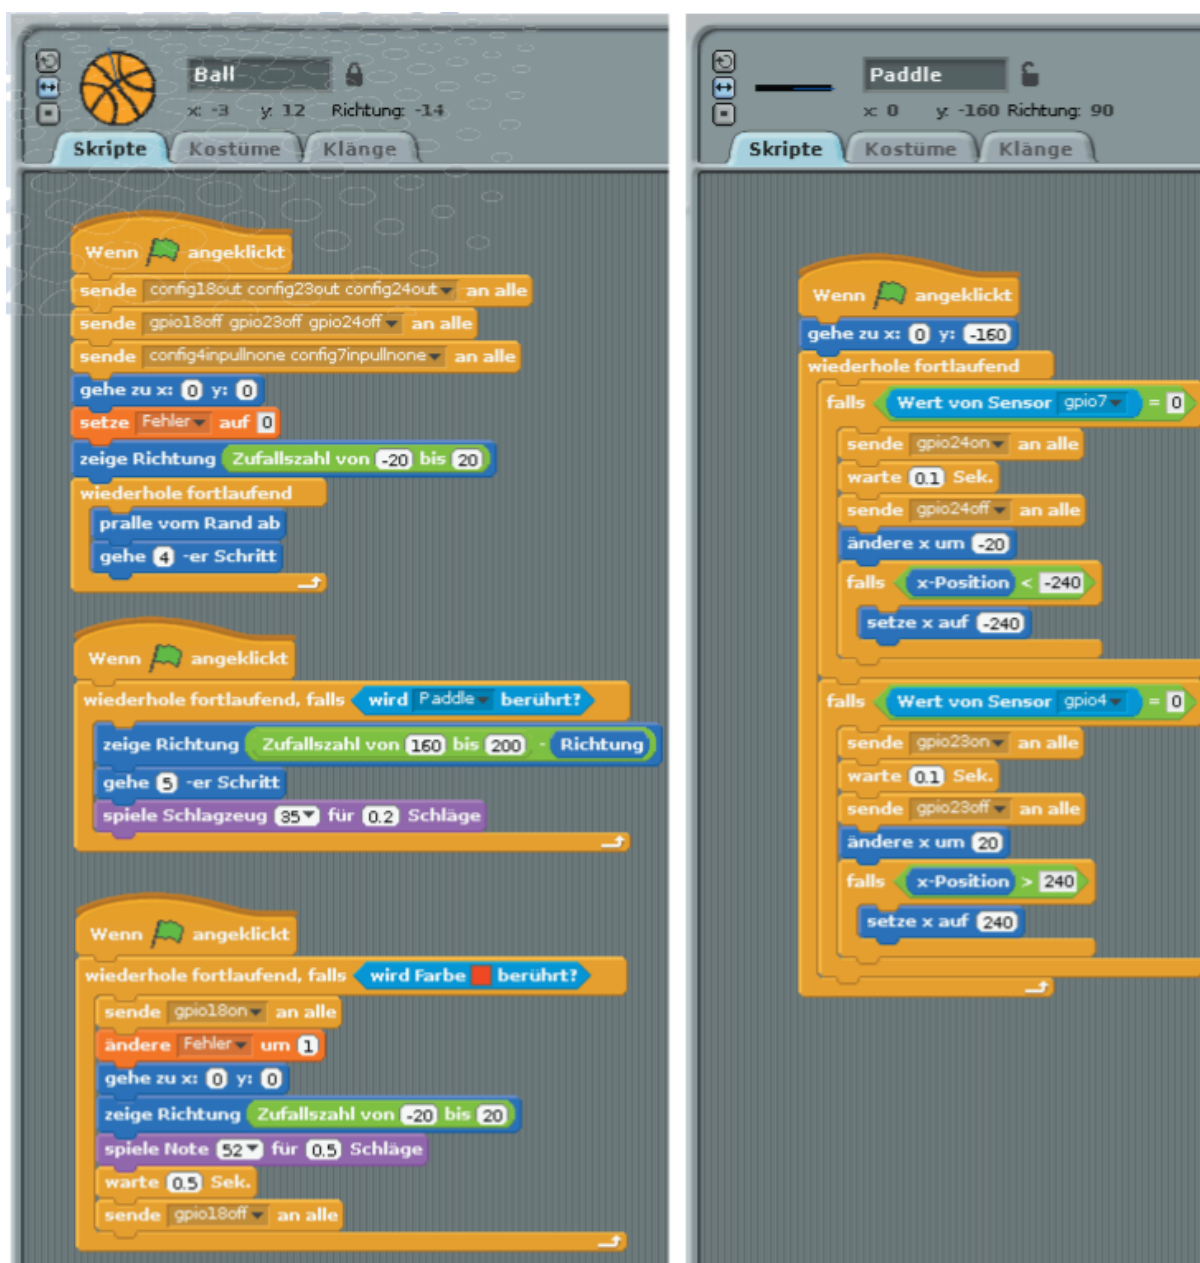 Ball
x: -3 y: 12 Richtung: -14
Skripte Kostüme Klänge
Wenn angeklickt
sende config18out config23out config24out an alle
sende gpio18off gpio23off gpio24off an alle
sende config4inpullnone config7inpullnone an alle
gehe zu x: 0 y: 0
setze Fehler auf 0
zeige Richtung Zufallszahl von -20 bis 20
wiederhole fortlaufend
pralle vom Rand ab
gehe 4 -er Schritt
Wenn angeklickt
wiederhole fortlaufend, falls wird Paddle berührt?
zeige Richtung Zufallszahl von 160 bis 200 - Richtung
gehe 5 -er Schritt
spiele Schlagzeug 35 für 0.2 Schläge
Wenn angeklickt
wiederhole fortlaufend, falls wird Farbe berührt?
sende gpio18on an alle
ändere Fehler um 1
gehe zu x: 0 y: 0
zeige Richtung Zufallszahl von -20 bis 20
spiele Note 52 für 0.5 Schläge
warte 0.5 Sek.
sende gpio18off an alle
Paddle
x: 0 y: -160 Richtung: 90
Skripte Kostüme Klänge
Wenn angeklickt
gehe zu x: 0 y: -160
wiederhole fortlaufend
falls Wert von Sensor gpio7 = 0
sende gpio24on an alle
warte 0.1 Sek.
sende gpio24off an alle
ändere x um -20
falls x-Position < -240
setze x auf -240
falls Wert von Sensor gpio4 = 0
sende gpio23on an alle
warte 0.1 Sek.
sende gpio23off an alle
ändere x um 20
falls x-Position > 240
setze x auf 240